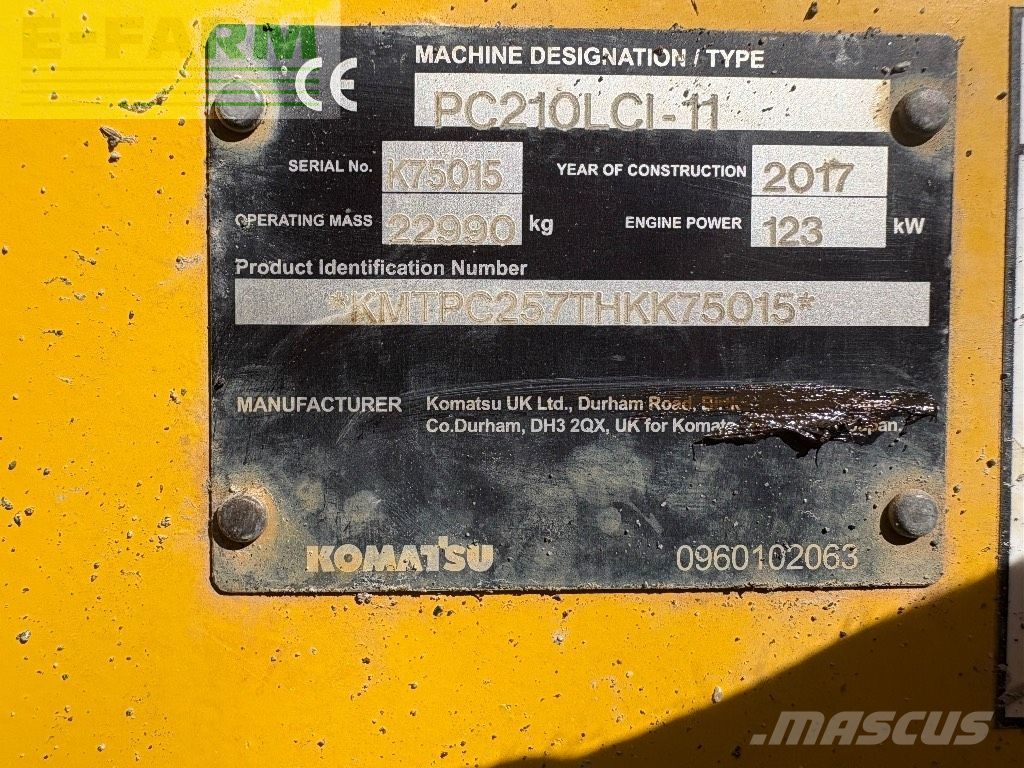 E-FARM
CE
MACHINE DESIGNATION / TYPE
PC210LCI-11
SERIAL No. K75015 YEAR OF CONSTRUCTION 2017
OPERATING MASS 22990 kg ENGINE POWER 123 kW
Product Identification Number
*KMTPC257THKK75015*
MANUFACTURER Komatsu UK Ltd., Durham Road,
Co.Durham, DH3 2QX, UK for
KOMATSU 0960102063
MASCUS